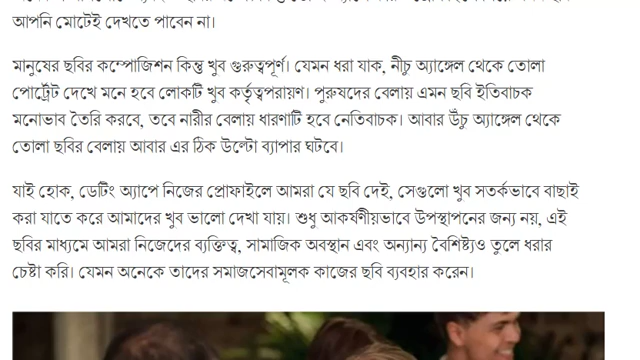 আপনি মোটেই দেখতে পাবেন না।
মানুষের ছবির কম্পোজিশন কিন্তু খুব গুরুত্বপূর্ণ। যেমন ধরা যাক, নীচু অ্যাঙ্গেল থেকে তোলা
পোর্ট্রেট দেখে মনে হবে লোকটি খুব কর্তৃত্বপরায়ণ। পুরুষদের বেলায় এমন ছবি ইতিবাচক
মনোভাব তৈরি করবে, তবে নারীর বেলায় ধারণাটি হবে নেতিবাচক। আবার উঁচু অ্যাঙ্গেল থেকে
তোলা ছবির বেলায় আবার এর ঠিক উল্টো ব্যাপার ঘটবে।
যাই হোক, ডেটিং অ্যাপে নিজের প্রোফাইলে আমরা যে ছবি দেই, সেগুলো খুব সতর্কভাবে বাছাই
করা যাতে করে আমাদের খুব ভালো দেখা যায়। শুধু আকর্ষণীয়ভাবে উপস্থাপনের জন্য নয়, এই
ছবির মাধ্যমে আমরা নিজেদের ব্যক্তিত্ব, সামাজিক অবস্থান এবং অন্যান্য বৈশিষ্ট্যও তুলে ধরার
চেষ্টা করি। যেমন অনেকে তাদের সমাজসেবামূলক কাজের ছবি ব্যবহার করেন।